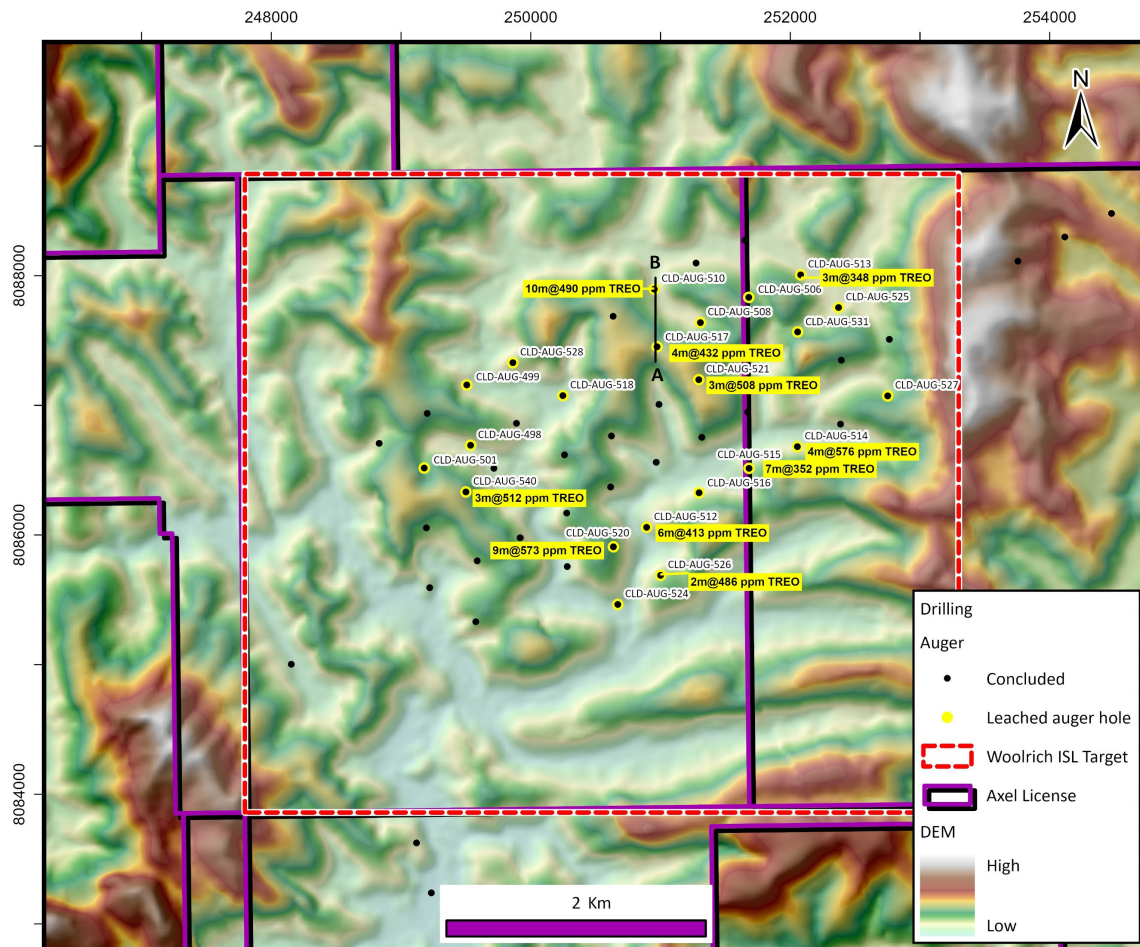 248000
250000
252000
254000
N
8088000
8086000
8084000
B
CLD-AUG-510
10m@490 ppm TREO
CLD-AUG-513
3m@348 ppm TREO
CLD-AUG-506
CLD-AUG-525
CLD-AUG-508
CLD-AUG-531
CLD-AUG-517
4m@432 ppm TREO
CLD-AUG-528
A
CLD-AUG-521
3m@508 ppm TREO
CLD-AUG-499
CLD-AUG-518
CLD-AUG-527
CLD-AUG-498
CLD-AUG-514
4m@576 ppm TREO
CLD-AUG-501
CLD-AUG-515
7m@352 ppm TREO
CLD-AUG-540
3m@512 ppm TREO
CLD-AUG-516
CLD-AUG-512
6m@413 ppm TREO
CLD-AUG-520
9m@573 ppm TREO
CLD-AUG-526
2m@486 ppm TREO
CLD-AUG-524
Drilling
Auger
Concluded
Leached auger hole
Woolrich ISL Target
Axel License
DEM
High
Low
2 Km